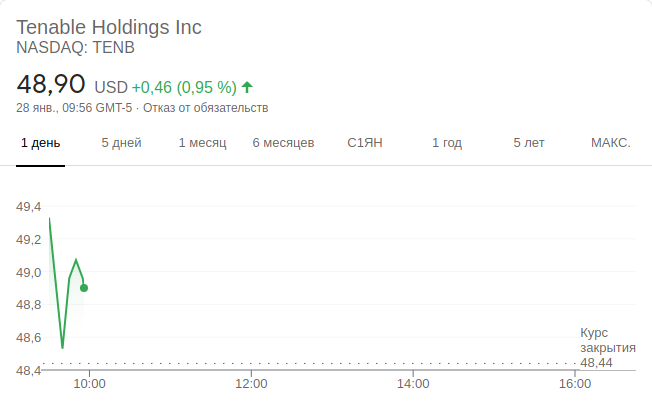 Tenable Holdings Inc
NASDAQ: TENB
48,90 USD +0,46 (0,95 %)
28 янв., 09:56 GMT-5 · Отказ от обязательств
1 день 5 дней 1 месяц 6 месяцев С1ЯН 1 год 5 лет МАКС.
49,4
49,2
49,0
48,8
48,6
Курс
закрытия
48,44
48,4
10:00 12:00 14:00 16:00